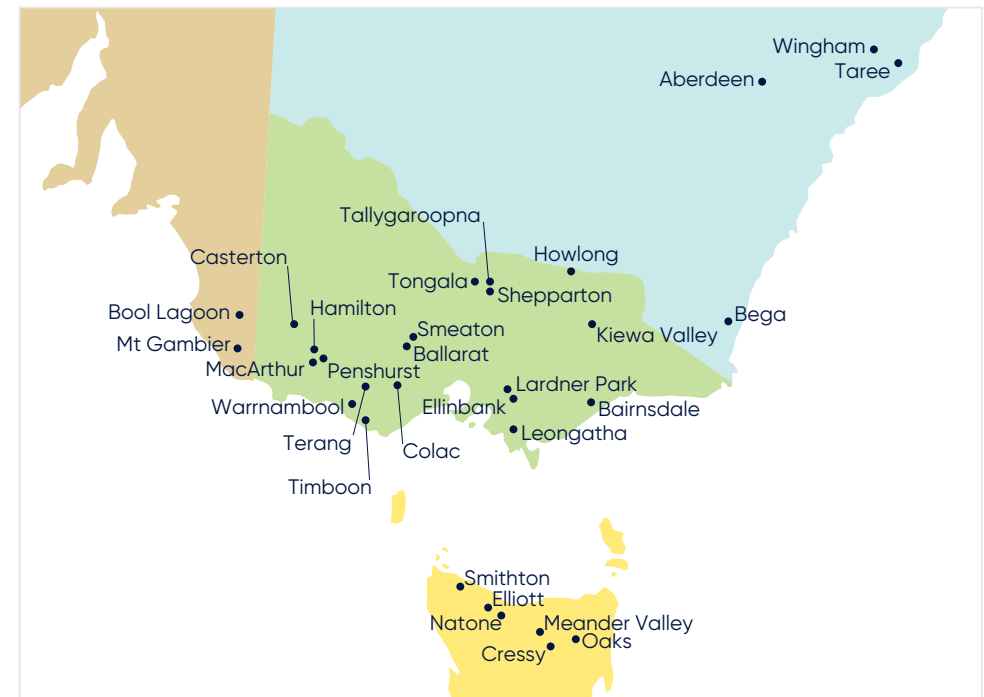 Wingham
Taree
Aberdeen
Tallygaroopna
Casterton
Howlong
Tongala
Shepparton
Hamilton
Bool Lagoon
Bega
Smeaton
Kiewa Valley
Mt Gambier
Ballarat
MacArthur
Penshurst
Lardner Park
Warrnambool
Ellinbank
Bairnsdale
Leongatha
Terang
Colac
Timboon
Smithton
Elliott
Natone
Meander Valley
Oaks
Cressy